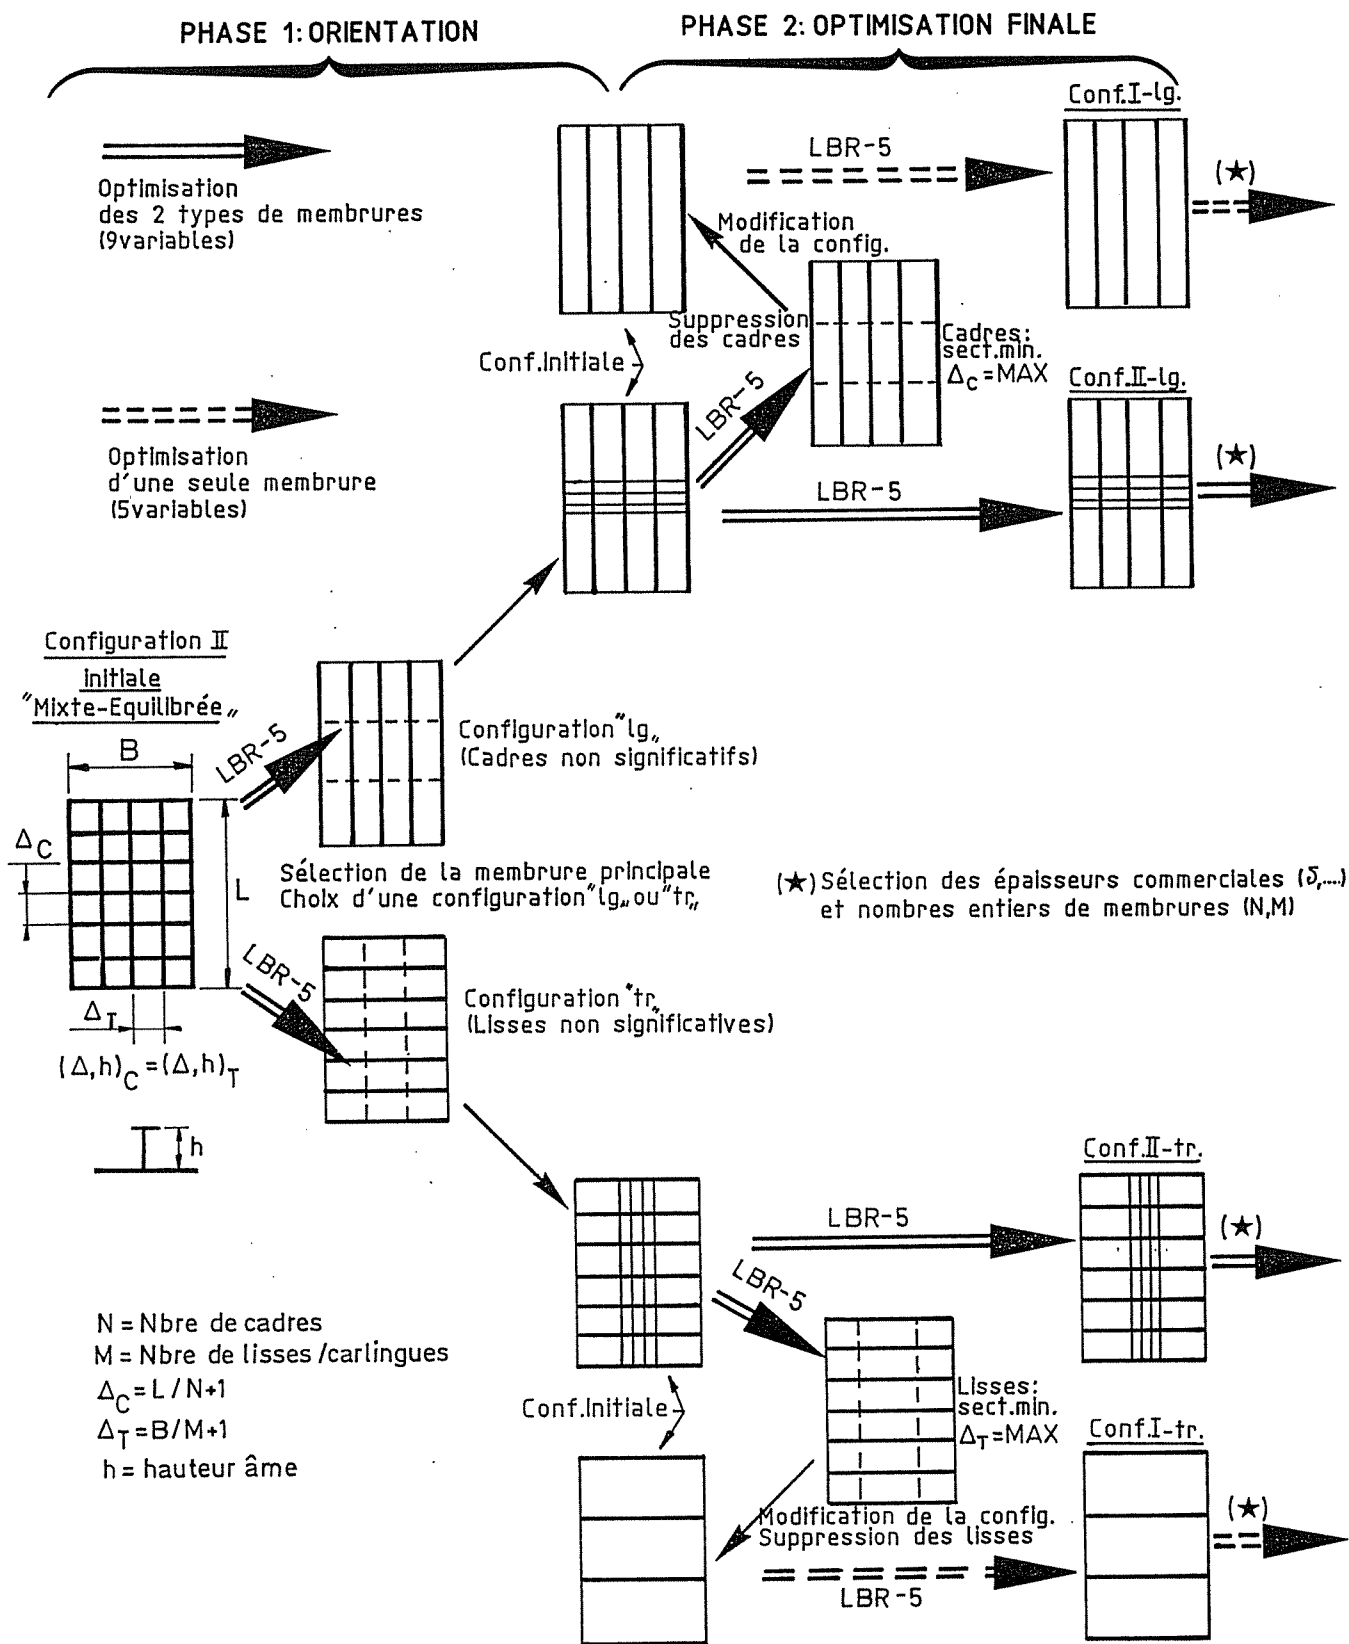 PHASE 1: ORIENTATION
PHASE 2: OPTIMISATION FINALE
Optimisation
des 2 types de membrures
(9variables)
LBR-5
Conf.I-lg.
(★)
Modification
de la config.
Suppression
des cadres
Cadres:
sect.min.
Δc=MAX
Conf.Initiale
LBR-5
Conf.II-lg.
(★)
Optimisation
d'une seule membrure
(5variables)
LBR-5
Configuration II
initiale
"Mixte-Equilibrée„
B
LBR-5
Configuration "lg„
(Cadres non significatifs)
ΔC
L
Sélection de la membrure principale
Choix d'une configuration "lg„ ou "tr„
(★) Sélection des épaisseurs commerciales (δ,....)
et nombres entiers de membrures (N,M)
LBR-5
ΔT
Configuration "tr„
(Lisses non significatives)
(Δ,h)C = (Δ,h)T
h
Conf.II-tr.
LBR-5
(★)
LBR-5
N = Nbre de cadres
M = Nbre de lisses/carlingues
ΔC = L/N+1
ΔT = B/M+1
h = hauteur âme
Conf.Initiale
Lisses:
sect.min.
ΔT=MAX
Conf.I-tr.
Modification de la config.
Suppression des lisses
(★)
LBR-5